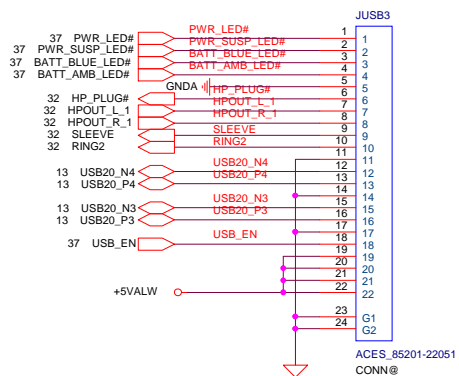 JUSB3
37 PWR_LED# PWR_LED# 1 1
37 PWR_SUSP_LED# PWR_SUSP_LED# 2 2
37 BATT_BLUE_LED# BATT_BLUE_LED# 3 3
37 BATT_AMB_LED# BATT_AMB_LED# 4 4
GNDA 5 5
32 HP_PLUG# HP_PLUG# 6 6
32 HPOUT_L_1 HPOUT_L_1 7 7
32 HPOUT_R_1 HPOUT_R_1 8 8
32 SLEEVE SLEEVE 9 9
32 RING2 RING2 10 10
11 11
13 USB20_N4 USB20_N4 12 12
13 USB20_P4 USB20_P4 13 13
14 14
13 USB20_N3 USB20_N3 15 15
13 USB20_P3 USB20_P3 16 16
17 17
37 USB_EN USB_EN 18 18
19 19
20 20
21 21
+5VALW 22 22
23 G1
24 G2
ACES_85201-22051
CONN@